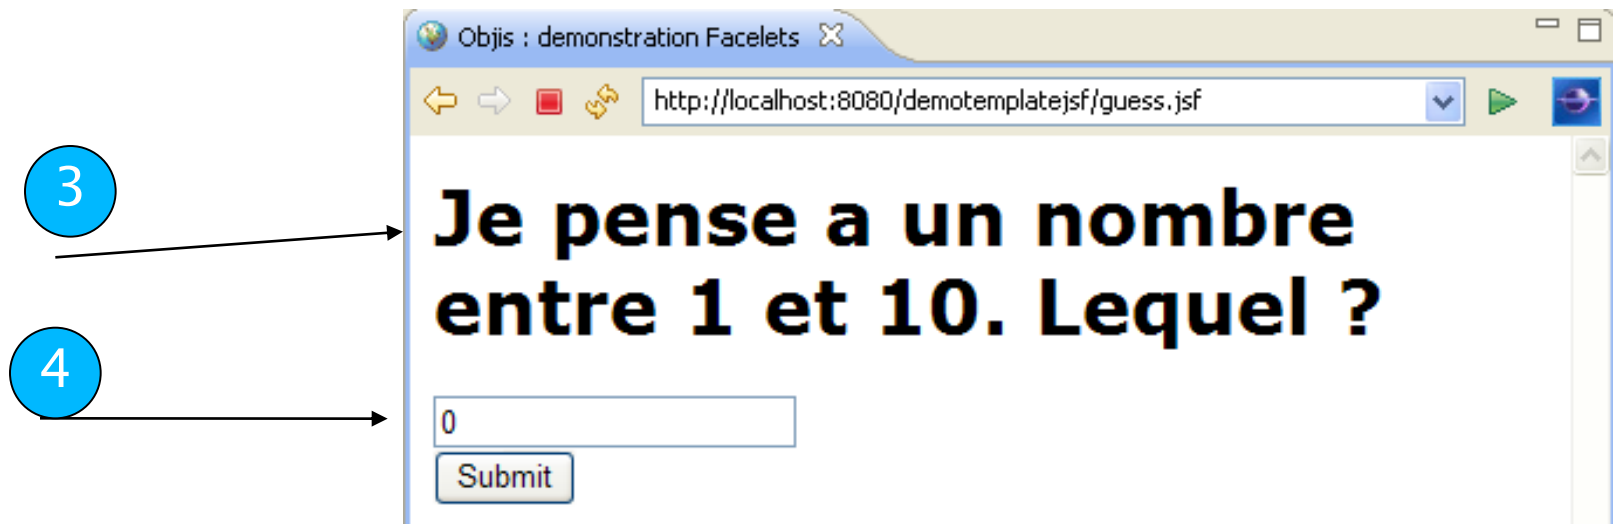 Objis : demonstration Facelets
http://localhost:8080/demotemplatejsf/guess.jsf
3
Je pense a un nombre
entre 1 et 10. Lequel ?
4
0
Submit